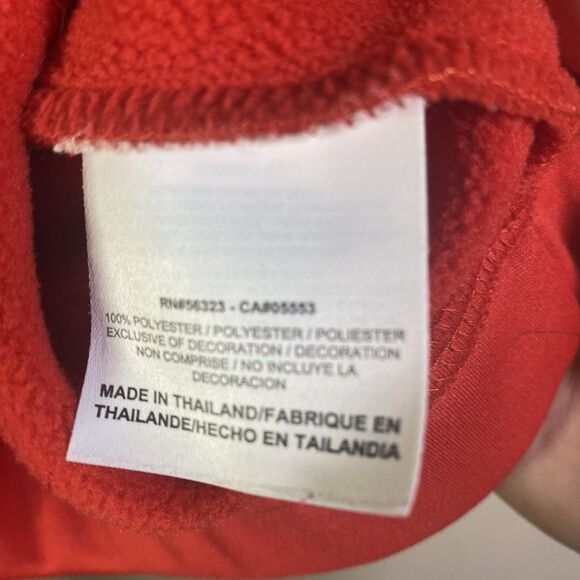 RN#56323 - CA#05553
100% POLYESTER / POLYESTER / POLIESTER
EXCLUSIVE OF DECORATION / DECORATION
NON COMPRISE / NO INCLUYE LA
DECORACION
MADE IN THAILAND/FABRIQUE EN
THAILANDE/HECHO EN TAILANDIA